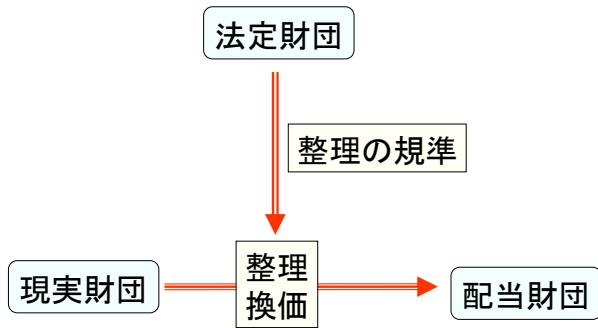 法定財団
整理の規準
現実財団
整理
換価
配当財団